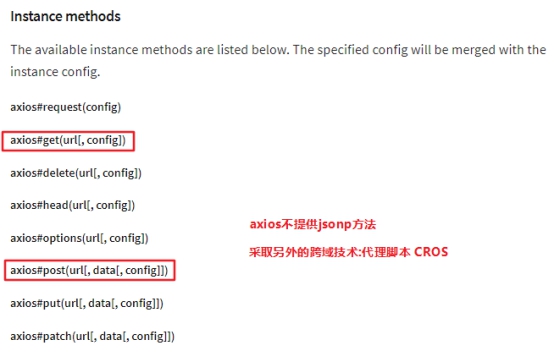 Instance methods
The available instance methods are listed below. The specified config will be merged with the
instance config.
axios#request(config)
axios#get(url[, config])
axios#delete(url[, config])
axios#head(url[, config])
axios不提供jsonp方法
axios#options(url[, config])
采取另外的跨域技术:代理脚本 CROS
axios#post(url[, data[, config]])
axios#put(url[, data[, config]])
axios#patch(url[, data[, config]])